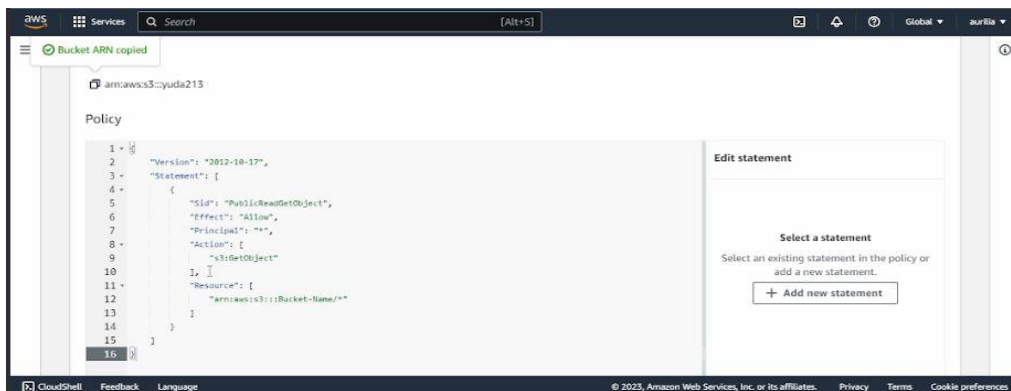 aws Services Search [Alt+S] Global aurilia
Bucket ARN copied
arn:aws:s3:::yuda213
Policy
1 {
2 "Version": "2012-10-17",
3 "Statement": [
4 {
5 "Sid": "PublicReadGetObject",
6 "Effect": "Allow",
7 "Principal": "*",
8 "Action": [
9 "s3:GetObject"
10 ],
11 "Resource": [
12 "arn:aws:s3:::Bucket-Name/*"
13 ]
14 }
15 ]
16 }
Edit statement
Select a statement
Select an existing statement in the policy or
add a new statement.
+ Add new statement
CloudShell Feedback Language © 2023, Amazon Web Services, Inc. or its affiliates. Privacy Terms Cookie preferences